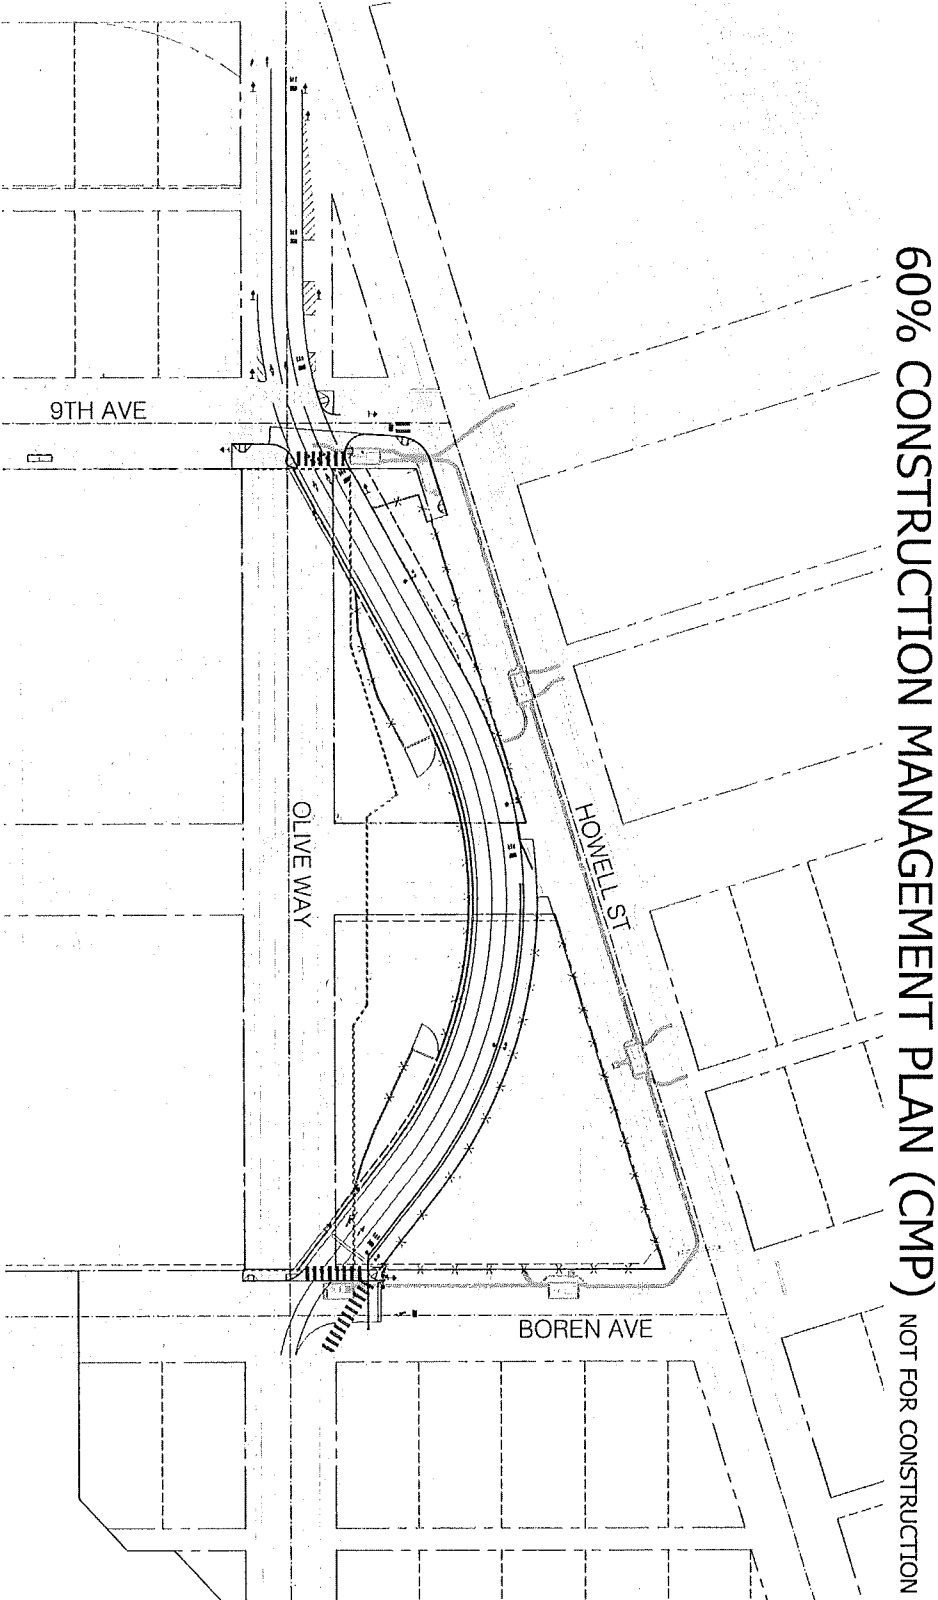 60% CONSTRUCTION MANAGEMENT PLAN (CMP) NOT FOR CONSTRUCTION
9TH AVE
OLIVE WAY
HOWELL ST
BOREN AVE